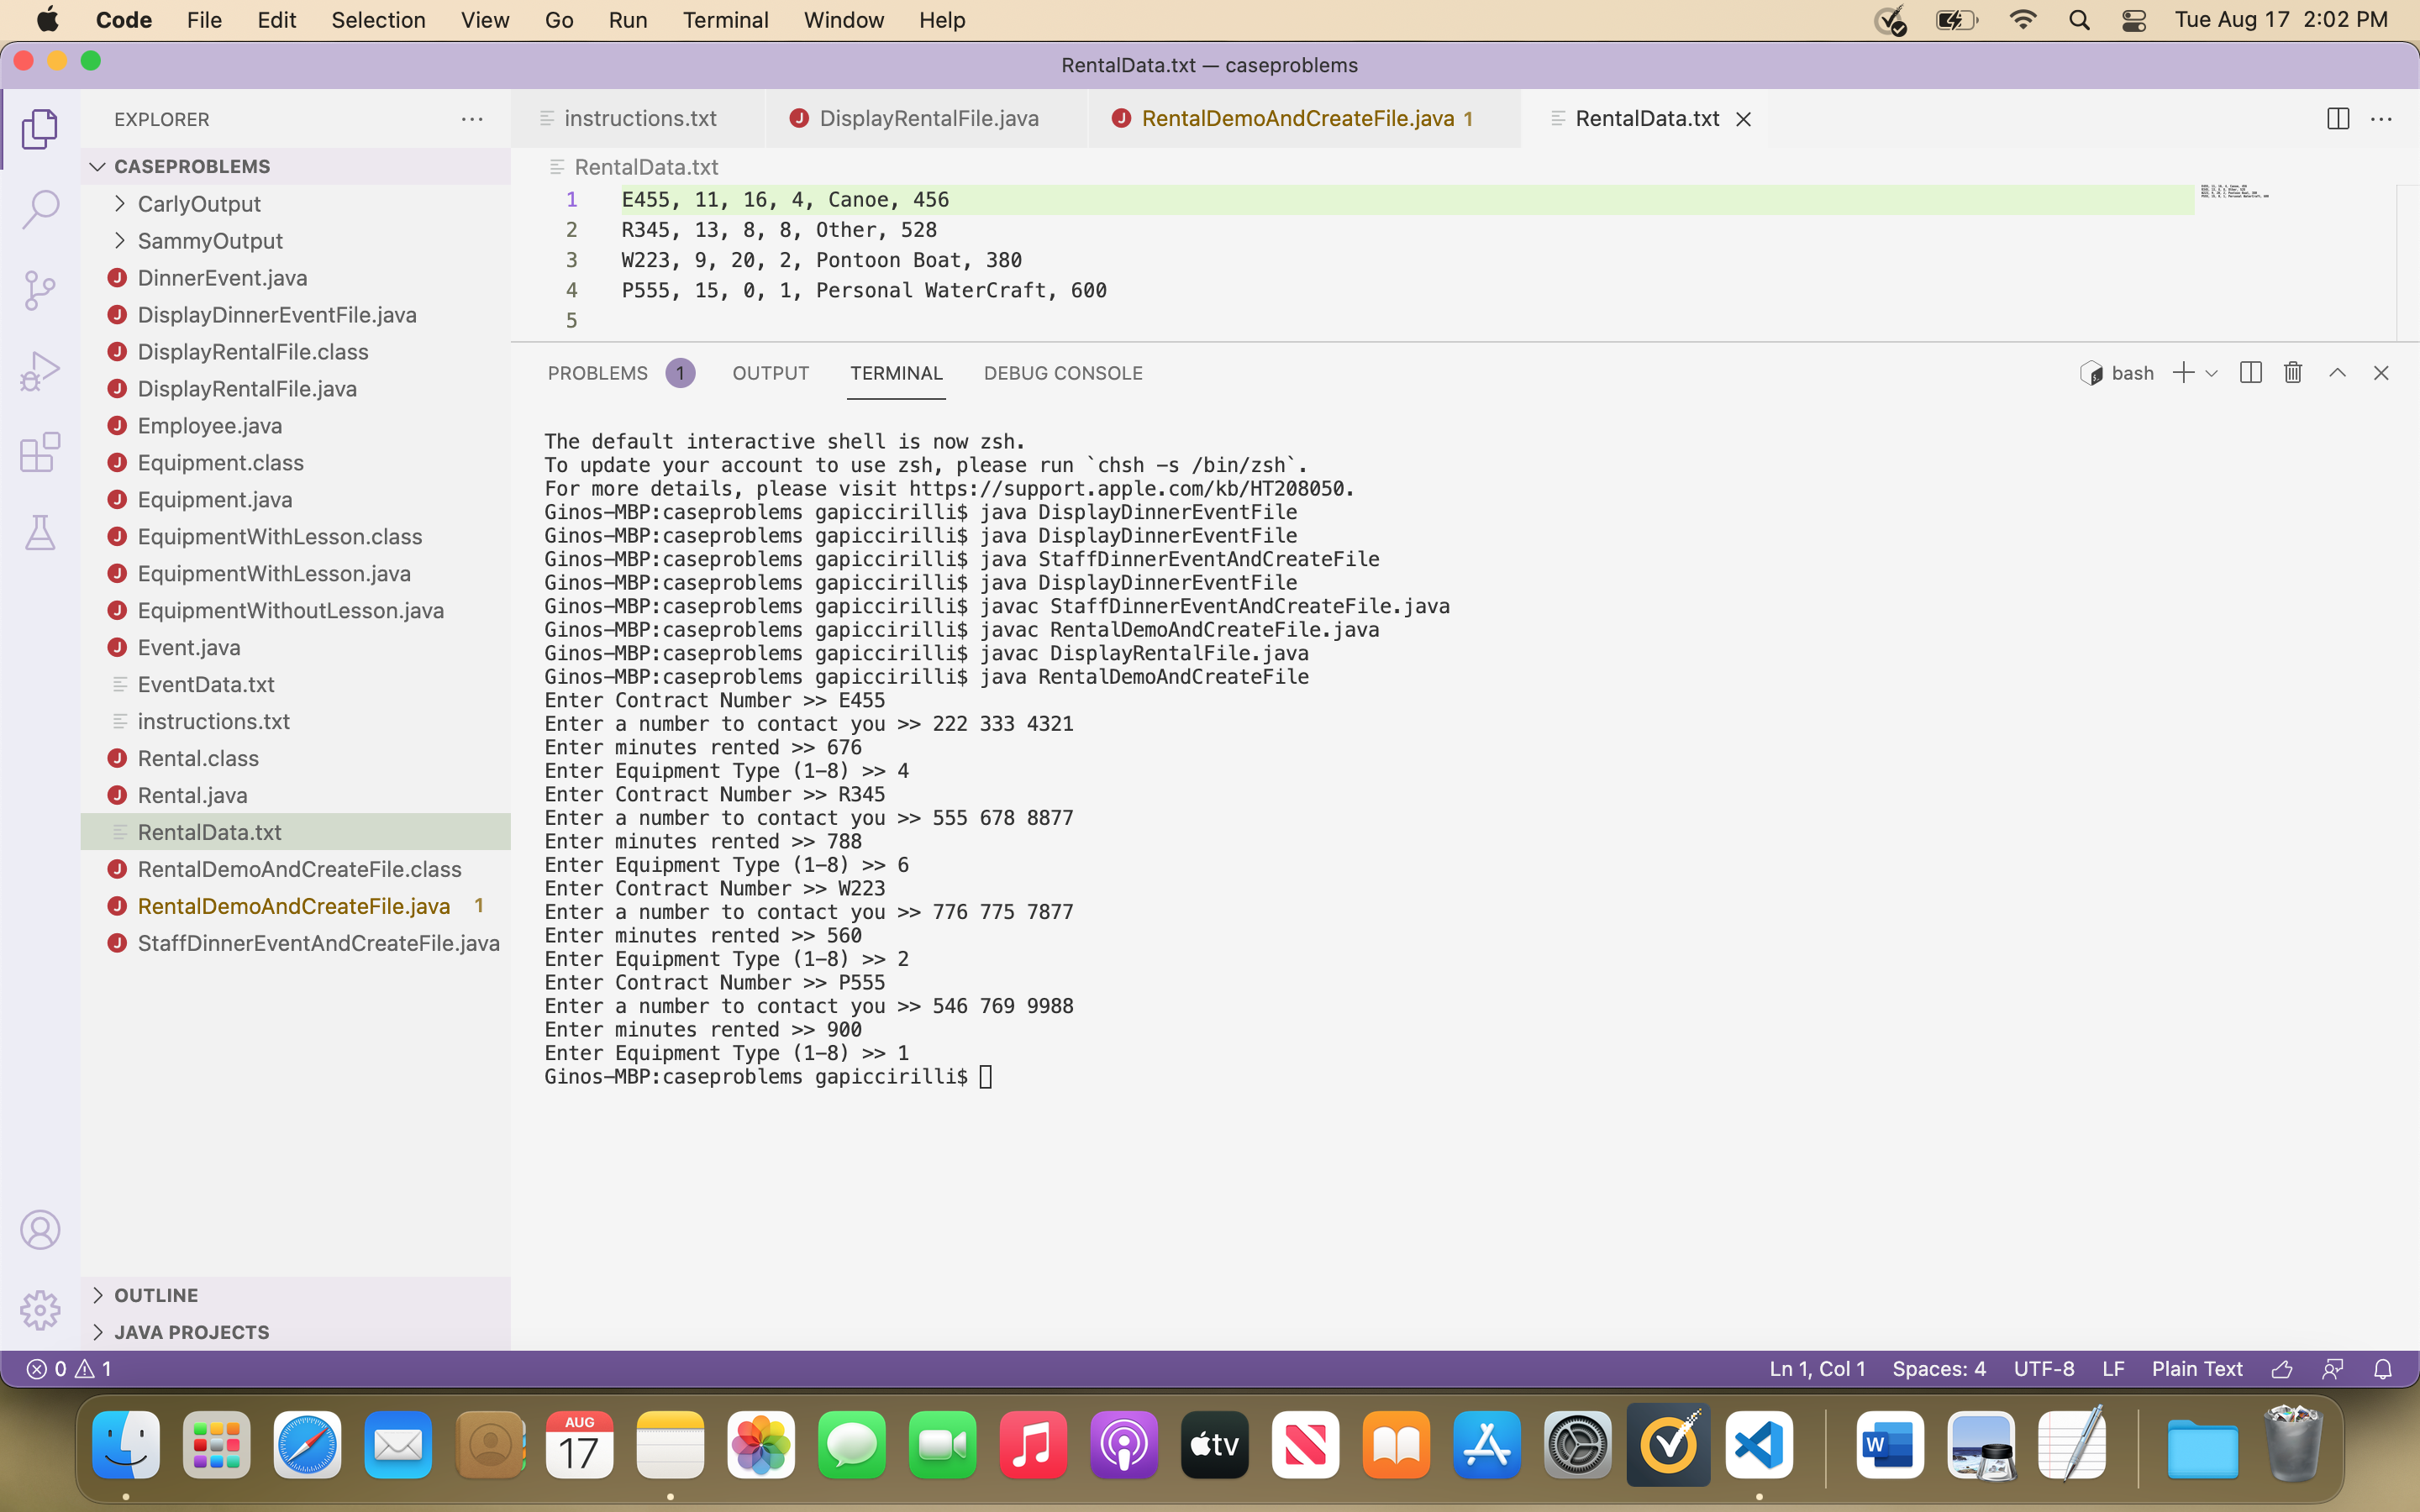 Code File Edit Selection View Go Run Terminal Window Help Tue Aug 17 2:02 PM
RentalData.txt — caseproblems
EXPLORER
CASEPROBLEMS
CarlyOutput
SammyOutput
DinnerEvent.java
DisplayDinnerEventFile.java
DisplayRentalFile.class
DisplayRentalFile.java
Employee.java
Equipment.class
Equipment.java
EquipmentWithLesson.class
EquipmentWithLesson.java
EquipmentWithoutLesson.java
Event.java
EventData.txt
instructions.txt
Rental.class
Rental.java
RentalData.txt
RentalDemoAndCreateFile.class
RentalDemoAndCreateFile.java 1
StaffDinnerEventAndCreateFile.java
OUTLINE
JAVA PROJECTS
instructions.txt DisplayRentalFile.java RentalDemoAndCreateFile.java 1 RentalData.txt
RentalData.txt
1 E455, 11, 16, 4, Canoe, 456
2 R345, 13, 8, 8, Other, 528
3 W223, 9, 20, 2, Pontoon Boat, 380
4 P555, 15, 0, 1, Personal WaterCraft, 600
5
PROBLEMS 1 OUTPUT TERMINAL DEBUG CONSOLE bash
The default interactive shell is now zsh.
To update your account to use zsh, please run `chsh -s /bin/zsh`.
For more details, please visit https://support.apple.com/kb/HT208050.
Ginos-MBP:caseproblems gapiccirilli$ java DisplayDinnerEventFile
Ginos-MBP:caseproblems gapiccirilli$ java DisplayDinnerEventFile
Ginos-MBP:caseproblems gapiccirilli$ java StaffDinnerEventAndCreateFile
Ginos-MBP:caseproblems gapiccirilli$ java DisplayDinnerEventFile
Ginos-MBP:caseproblems gapiccirilli$ javac StaffDinnerEventAndCreateFile.java
Ginos-MBP:caseproblems gapiccirilli$ javac RentalDemoAndCreateFile.java
Ginos-MBP:caseproblems gapiccirilli$ javac DisplayRentalFile.java
Ginos-MBP:caseproblems gapiccirilli$ java RentalDemoAndCreateFile
Enter Contract Number >> E455
Enter a number to contact you >> 222 333 4321
Enter minutes rented >> 676
Enter Equipment Type (1-8) >> 4
Enter Contract Number >> R345
Enter a number to contact you >> 555 678 8877
Enter minutes rented >> 788
Enter Equipment Type (1-8) >> 6
Enter Contract Number >> W223
Enter a number to contact you >> 776 775 7877
Enter minutes rented >> 560
Enter Equipment Type (1-8) >> 2
Enter Contract Number >> P555
Enter a number to contact you >> 546 769 9988
Enter minutes rented >> 900
Enter Equipment Type (1-8) >> 1
Ginos-MBP:caseproblems gapiccirilli$
0 1 Ln 1, Col 1 Spaces: 4 UTF-8 LF Plain Text
AUG
17
tv
W